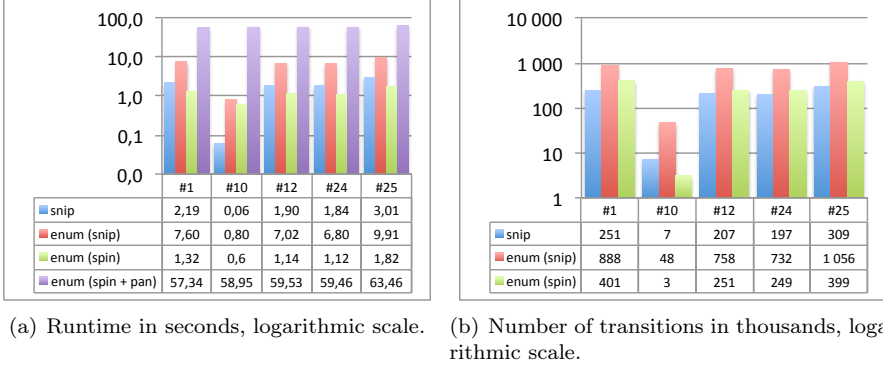 100,0
10,0
1,0
0,1
0,0
#1 #10 #12 #24 #25
snip 2,19 0,06 1,90 1,84 3,01
enum (snip) 7,60 0,80 7,02 6,80 9,91
enum (spin) 1,32 0,6 1,14 1,12 1,82
enum (spin + pan) 57,34 58,95 59,53 59,46 63,46
(a) Runtime in seconds, logarithmic scale.
10 000
1 000
100
10
1
#1 #10 #12 #24 #25
snip 251 7 207 197 309
enum (snip) 888 48 758 732 1 056
enum (spin) 401 3 251 249 399
(b) Number of transitions in thousands, loga
rithmic scale.